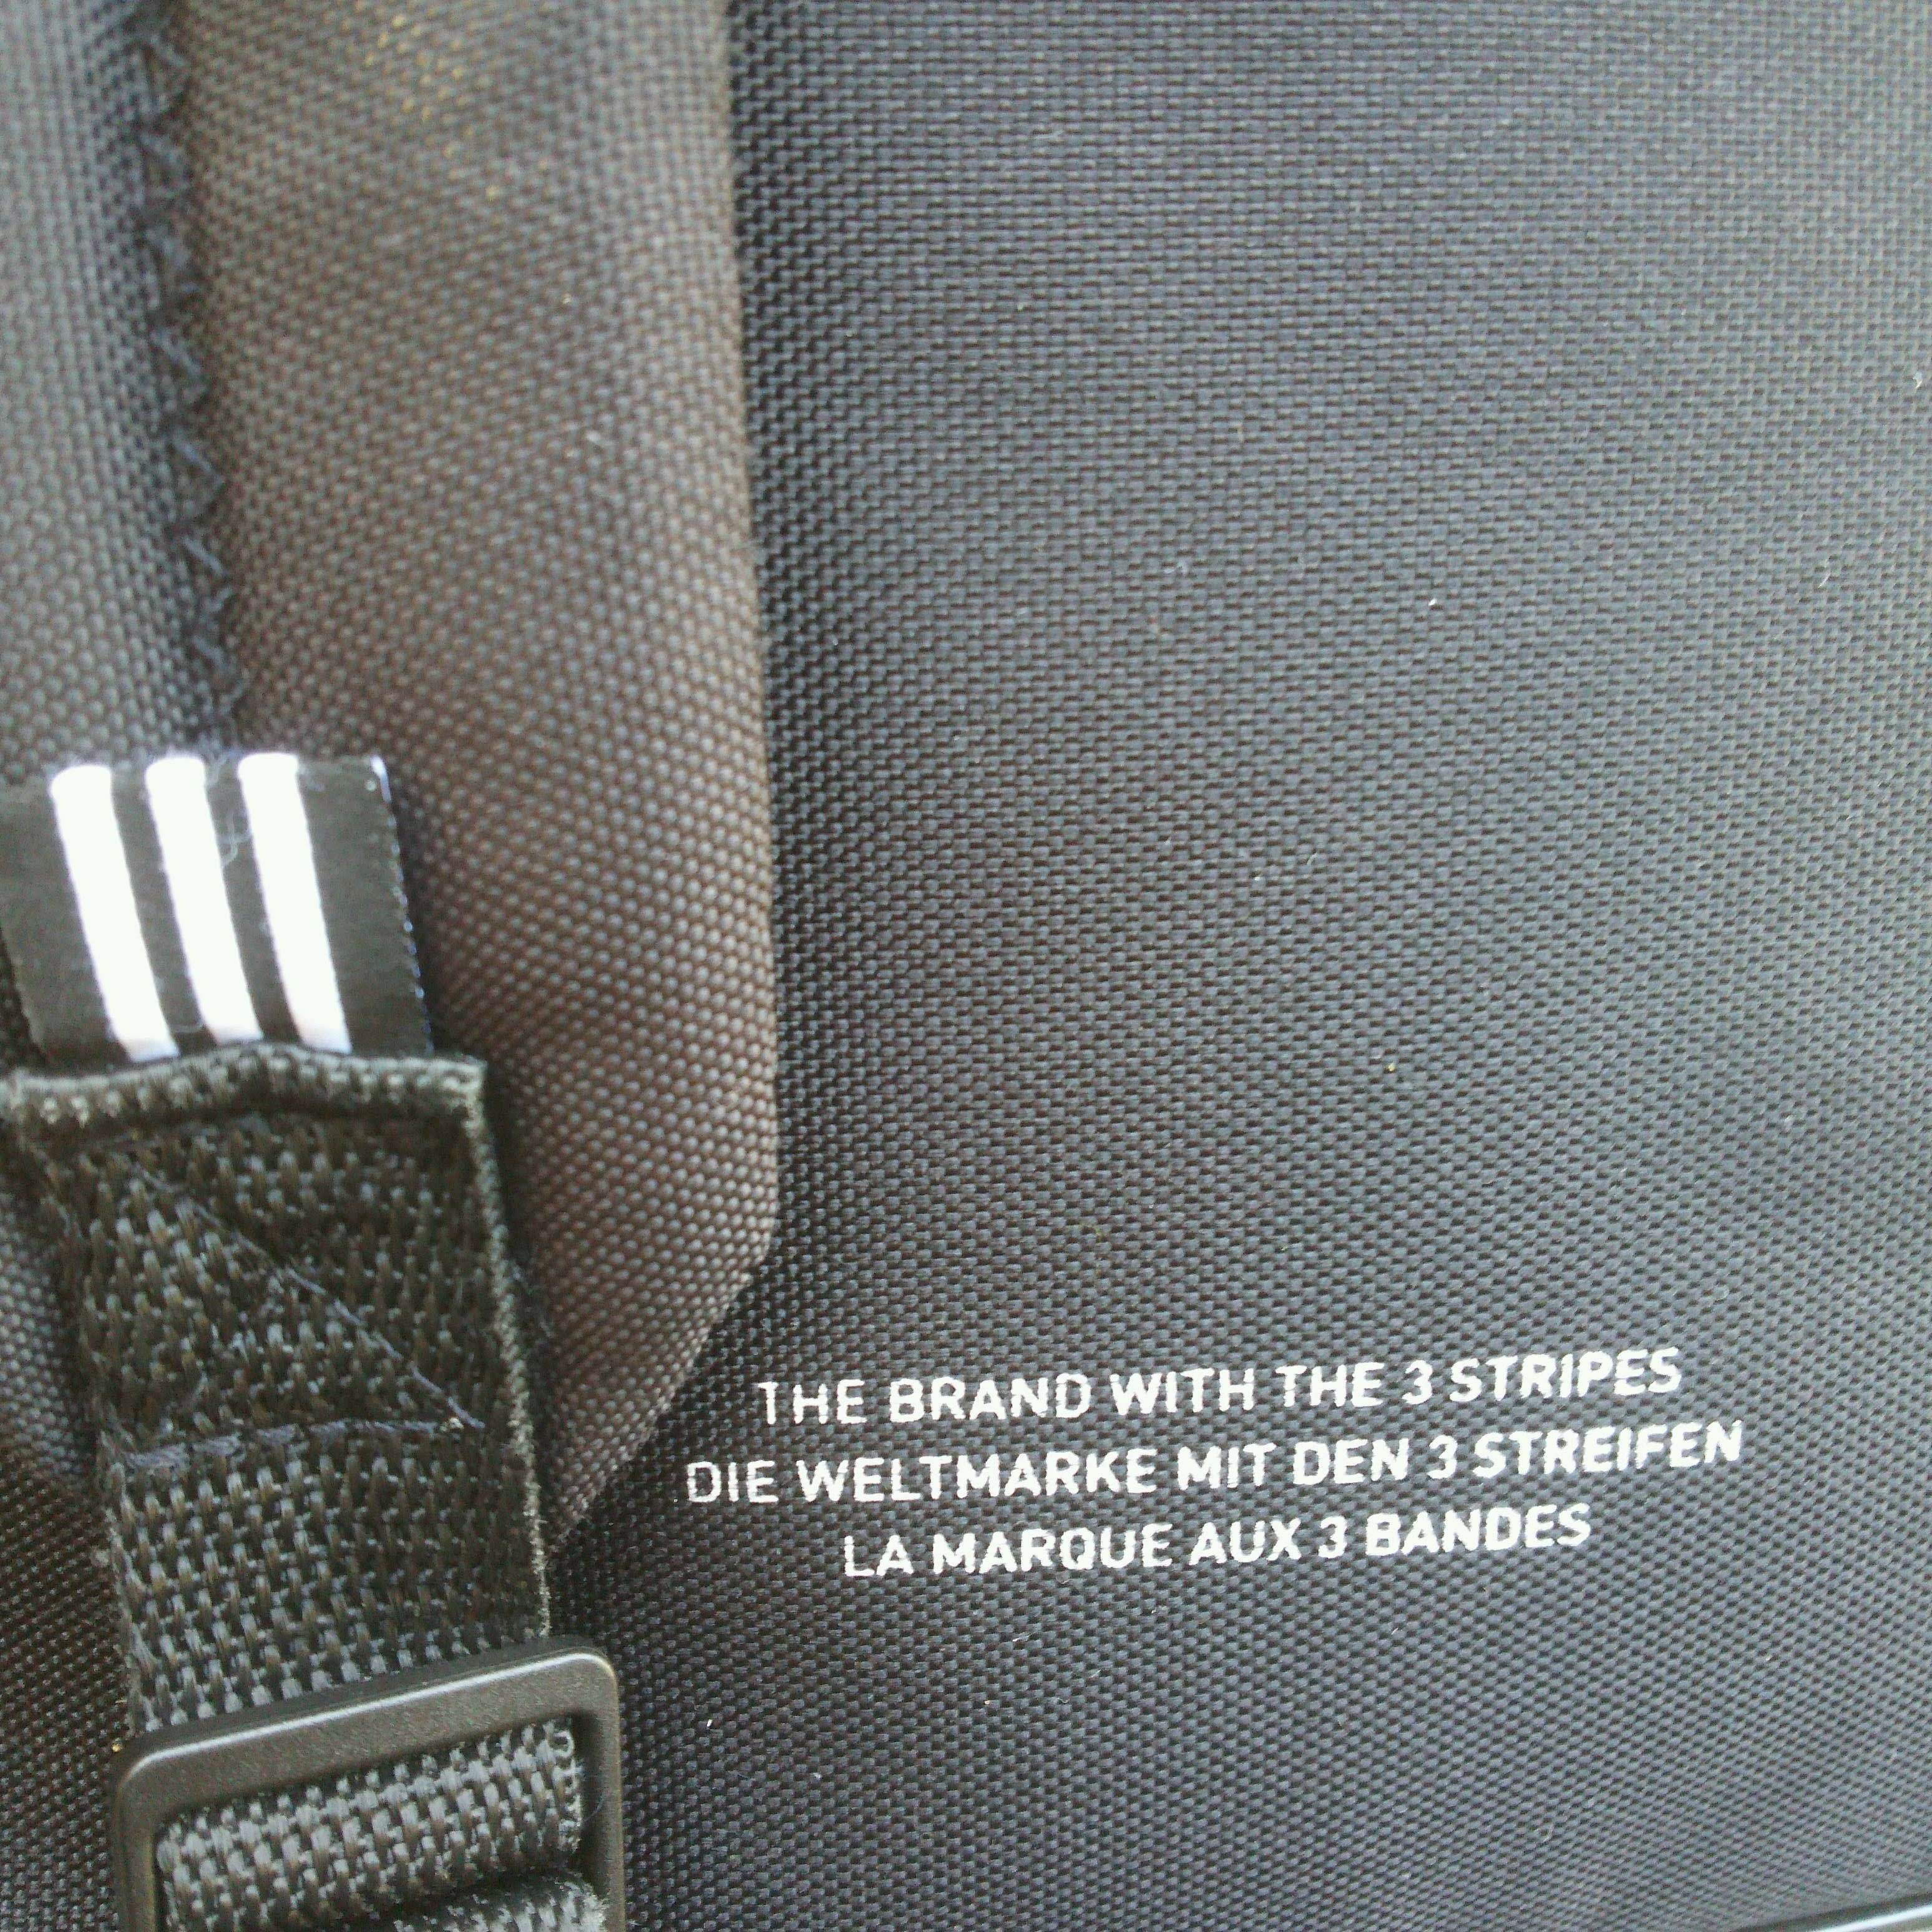 THE BRAND WITH THE 3 STRIPES
DIE WELTMARKE MIT DEN 3 STREIFEN
LA MARQUE AUX 3 BANDES